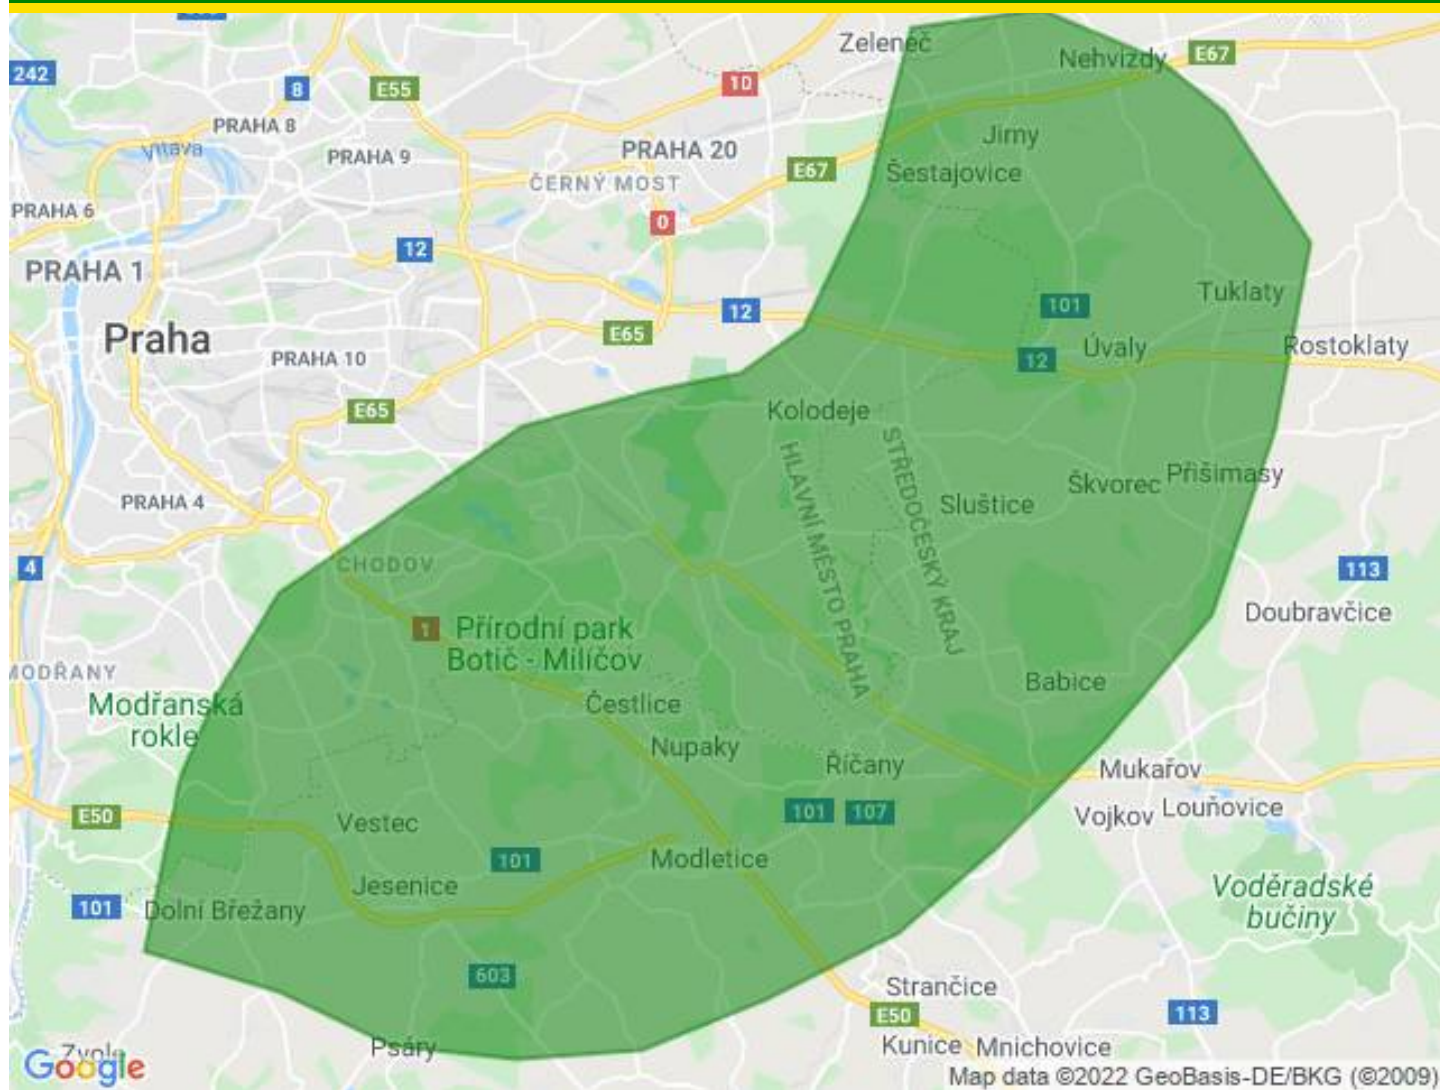 Zeleneč
Nehvizdy
E67
242
8
E55
10
PRAHA 8
Vltava
PRAHA 9
PRAHA 20
Jirny
E67
Šestajovice
ČERNÝ MOST
PRAHA 6
0
12
PRAHA 1
Tuklaty
101
12
E65
Praha
PRAHA 10
Úvaly
Rostoklaty
12
E65
Kolodeje
HLAVNÍ MĚSTO PRAHA
STŘEDOČESKÝ KRAJ
Škvorec
Přišimasy
PRAHA 4
Sluštice
4
CHODOV
113
Doubravčice
1
Přírodní park
Botič - Milíčov
MODŘANY
Babice
Modřanská
rokle
Čestlice
Nupaky
Říčany
Mukařov
E50
Vestec
101
107
Vojkov
Louňovice
101
Modletice
Jesenice
Voděradské
bučiny
101
Dolní Břežany
603
Strančice
E50
113
Psáry
Kunice
Mnichovice
Zvole
Google
Map data ©2022 GeoBasis-DE/BKG (©2009)